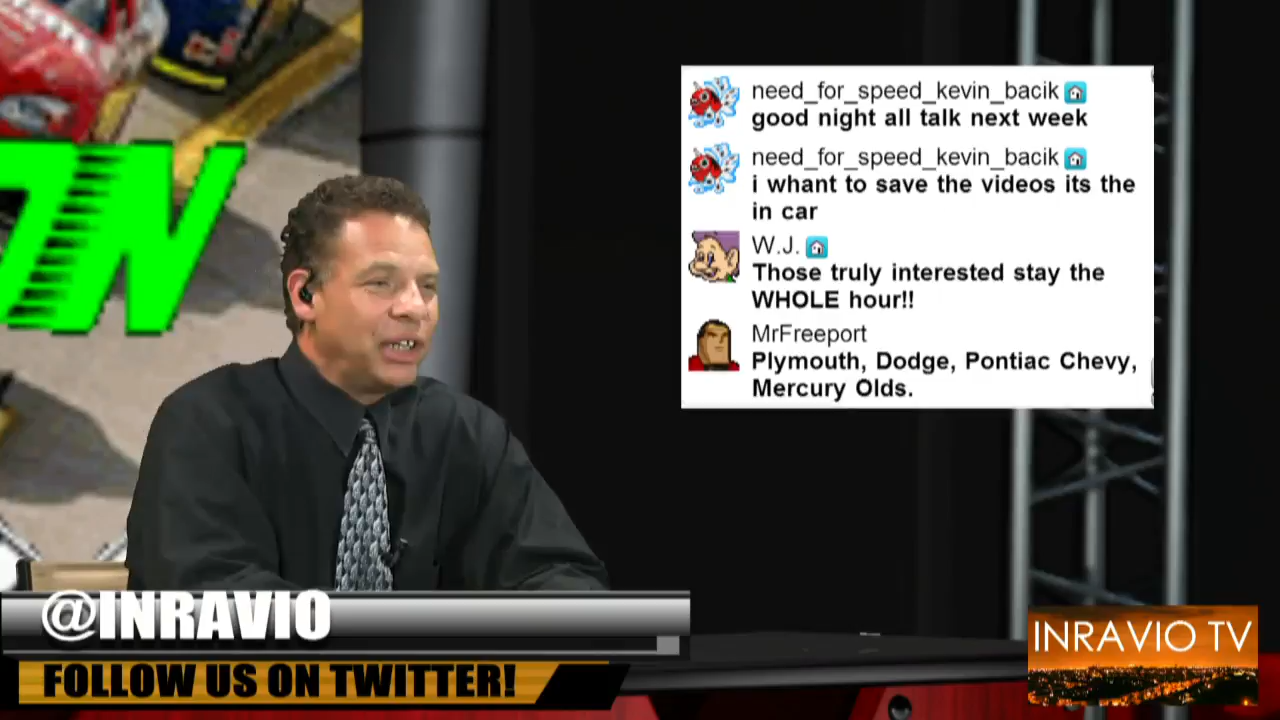 need_for_speed_kevin_bacik
good night all talk next week
need_for_speed_kevin_bacik
i whant to save the videos its the
in car
W.J.
Those truly interested stay the
WHOLE hour!!
MrFreeport
Plymouth, Dodge, Pontiac Chevy,
Mercury Olds.
N
@INRAVIO
FOLLOW US ON TWITTER!
INRAVIO TV